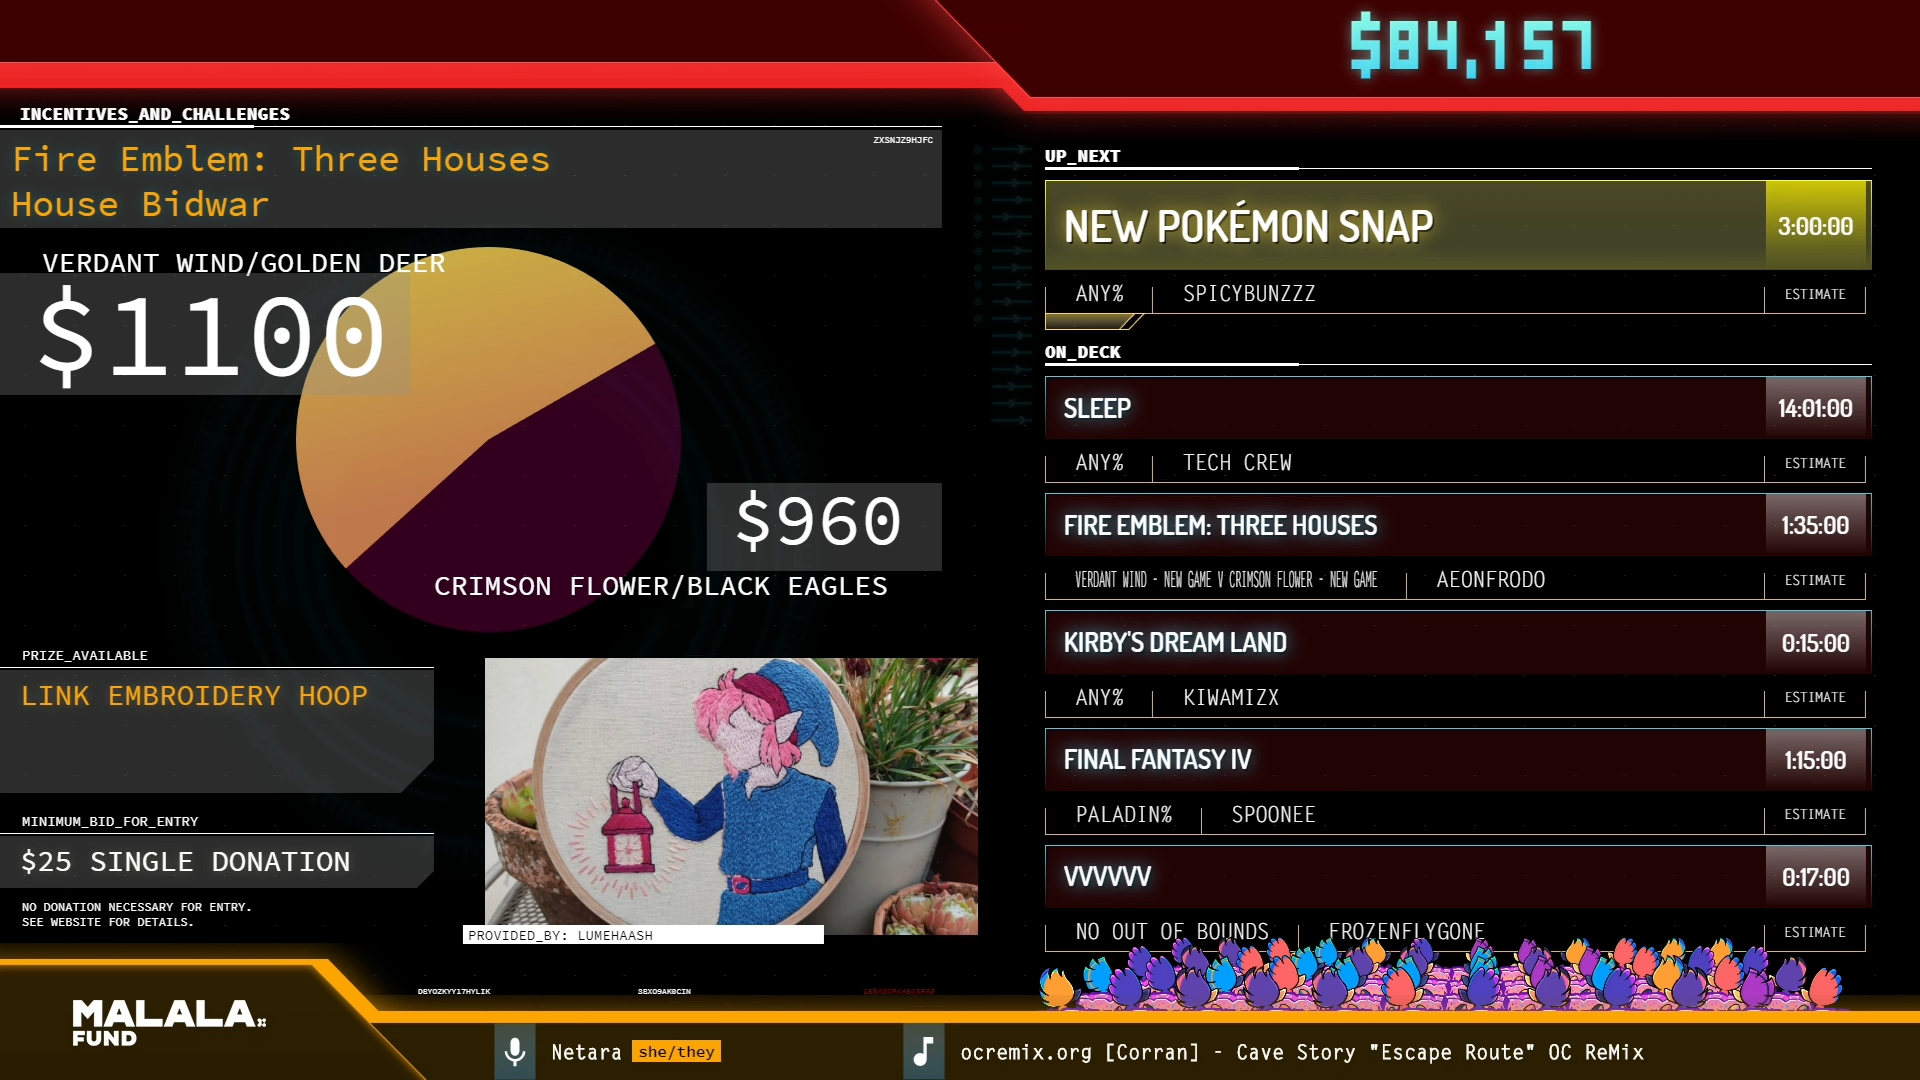 $84,157
INCENTIVES_AND_CHALLENGES
ZXSNJZ9HJFC
Fire Emblem: Three Houses
House Bidwar
VERDANT WIND/GOLDEN DEER
$1100
$960
CRIMSON FLOWER/BLACK EAGLES
PRIZE_AVAILABLE
LINK EMBROIDERY HOOP
MINIMUM_BID_FOR_ENTRY
$25 SINGLE DONATION
NO DONATION NECESSARY FOR ENTRY.
SEE WEBSITE FOR DETAILS.
PROVIDED_BY: LUMEHAASH
UP_NEXT
NEW POKÉMON SNAP 3:00:00
ANY% SPICYBUNZZZ ESTIMATE
ON_DECK
SLEEP 14:01:00
ANY% TECH CREW ESTIMATE
FIRE EMBLEM: THREE HOUSES 1:35:00
VERDANT WIND - NEW GAME V CRIMSON FLOWER - NEW GAME AEONFRODO ESTIMATE
KIRBY'S DREAM LAND 0:15:00
ANY% KIWAMIZX ESTIMATE
FINAL FANTASY IV 1:15:00
PALADIN% SPOONEE ESTIMATE
VVVVVV 0:17:00
NO OUT OF BOUNDS FROZENFLYGONE ESTIMATE
D8YOZKYY17HYLIK 38XO9AK0CIN
MALALA
FUND
Netara she/they
ocremix.org [Corran] - Cave Story "Escape Route" OC ReMix